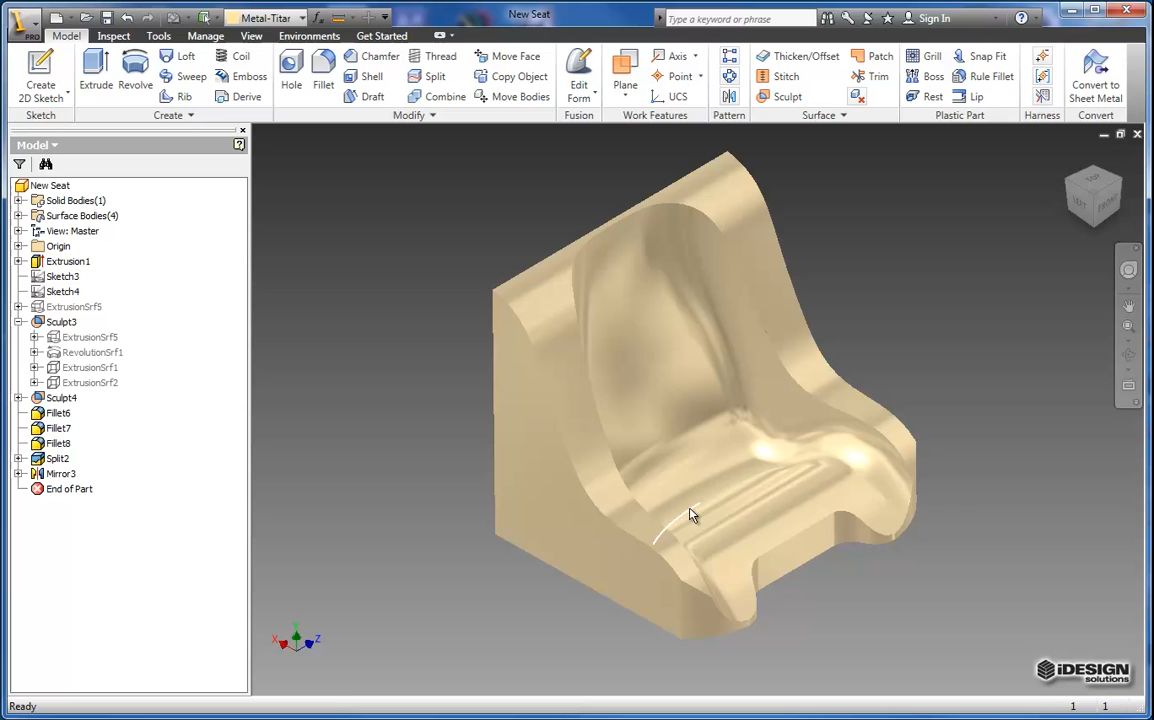 New Seat
PRO
Metal-Titar
Type a keyword or phrase
Sign In
Model Inspect Tools Manage View Environments Get Started
Create 2D Sketch
Extrude
Revolve
Loft
Sweep
Rib
Coil
Emboss
Derive
Hole
Fillet
Chamfer
Shell
Draft
Thread
Split
Combine
Move Face
Copy Object
Move Bodies
Edit Form
Plane
Axis
Point
UCS
Thicken/Offset
Stitch
Sculpt
Patch
Trim
Grill
Boss
Rest
Snap Fit
Rule Fillet
Lip
Convert to Sheet Metal
Sketch Create Modify Fusion Work Features Pattern Surface Plastic Part Harness Convert
Model
New Seat
Solid Bodies(1)
Surface Bodies(4)
View: Master
Origin
Extrusion1
Sketch3
Sketch4
ExtrusionSrf5
Sculpt3
ExtrusionSrf5
RevolutionSrf1
ExtrusionSrf1
ExtrusionSrf2
Sculpt4
Fillet6
Fillet7
Fillet8
Split2
Mirror3
End of Part
TOP
LEFT
FRONT
X
Y
Z
iDESIGN
solutions
Ready
1 1